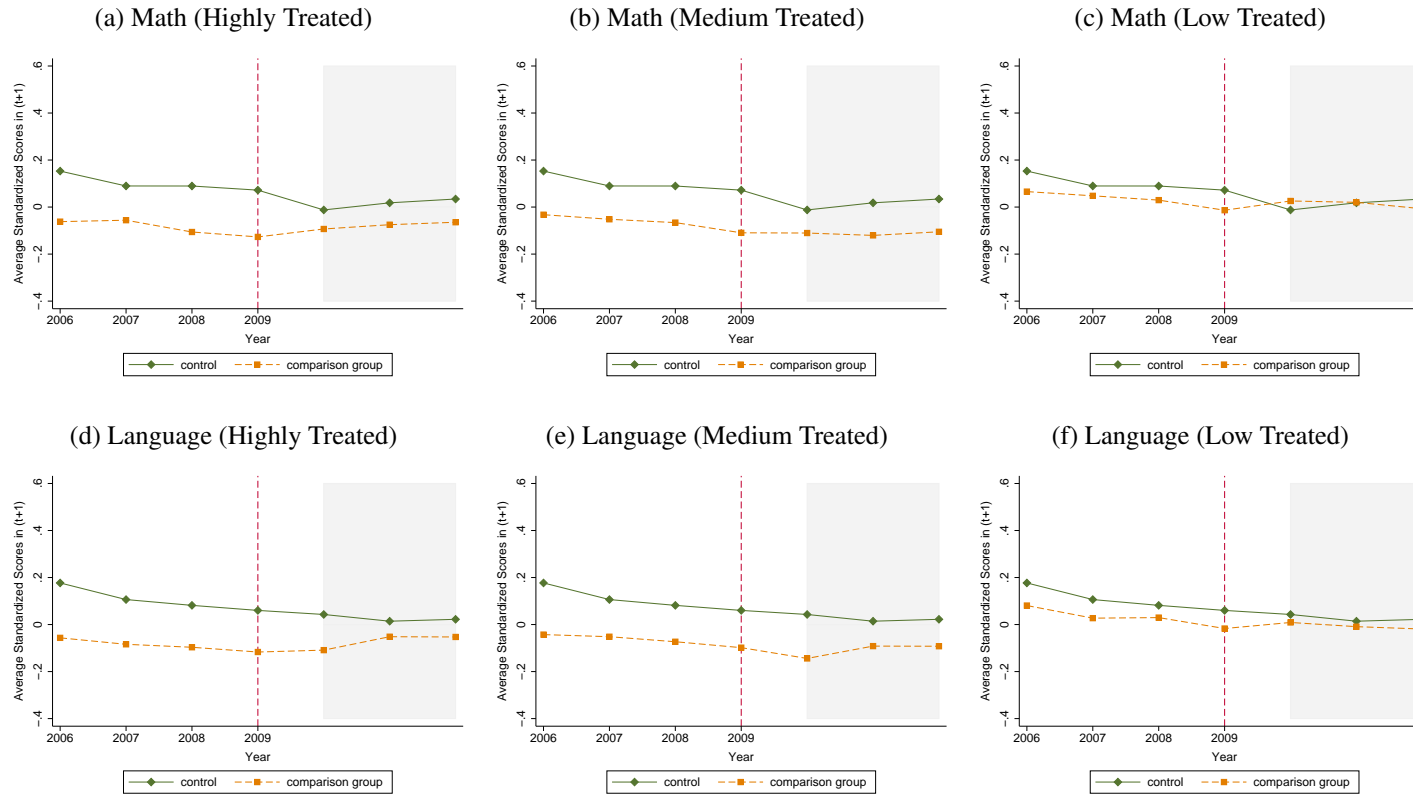 (a) Math (Highly Treated)
Average Standardized Scores in (t+1)
.6
.4
.2
0
−.2
−.4
2006 2007 2008 2009
Year
control comparison group
(b) Math (Medium Treated)
Average Standardized Scores in (t+1)
.6
.4
.2
0
−.2
−.4
2006 2007 2008 2009
Year
control comparison group
(c) Math (Low Treated)
Average Standardized Scores in (t+1)
.6
.4
.2
0
−.2
−.4
2006 2007 2008 2009
Year
control comparison group
(d) Language (Highly Treated)
Average Standardized Scores in (t+1)
.6
.4
.2
0
−.2
−.4
2006 2007 2008 2009
Year
control comparison group
(e) Language (Medium Treated)
Average Standardized Scores in (t+1)
.6
.4
.2
0
−.2
−.4
2006 2007 2008 2009
Year
control comparison group
(f) Language (Low Treated)
Average Standardized Scores in (t+1)
.6
.4
.2
0
−.2
−.4
2006 2007 2008 2009
Year
control comparison group